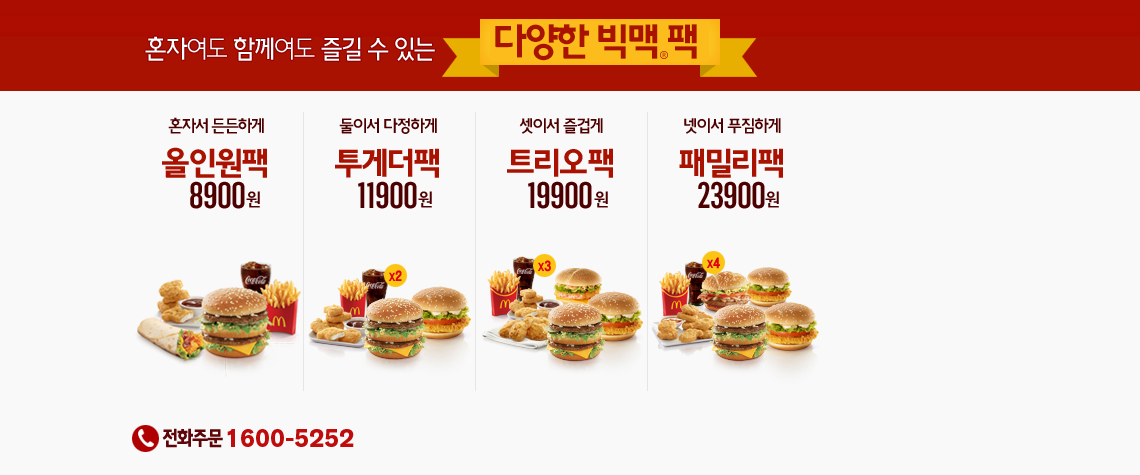 혼자여도 함께여도 즐길 수 있는 다양한 빅맥® 팩
혼자서 든든하게
올인원팩
8900원
둘이서 다정하게
투게더팩
11900원
셋이서 즐겁게
트리오팩
19900원
넷이서 푸짐하게
패밀리팩
23900원
Coca-Cola
x2
x3
x4
전화주문 1600-5252